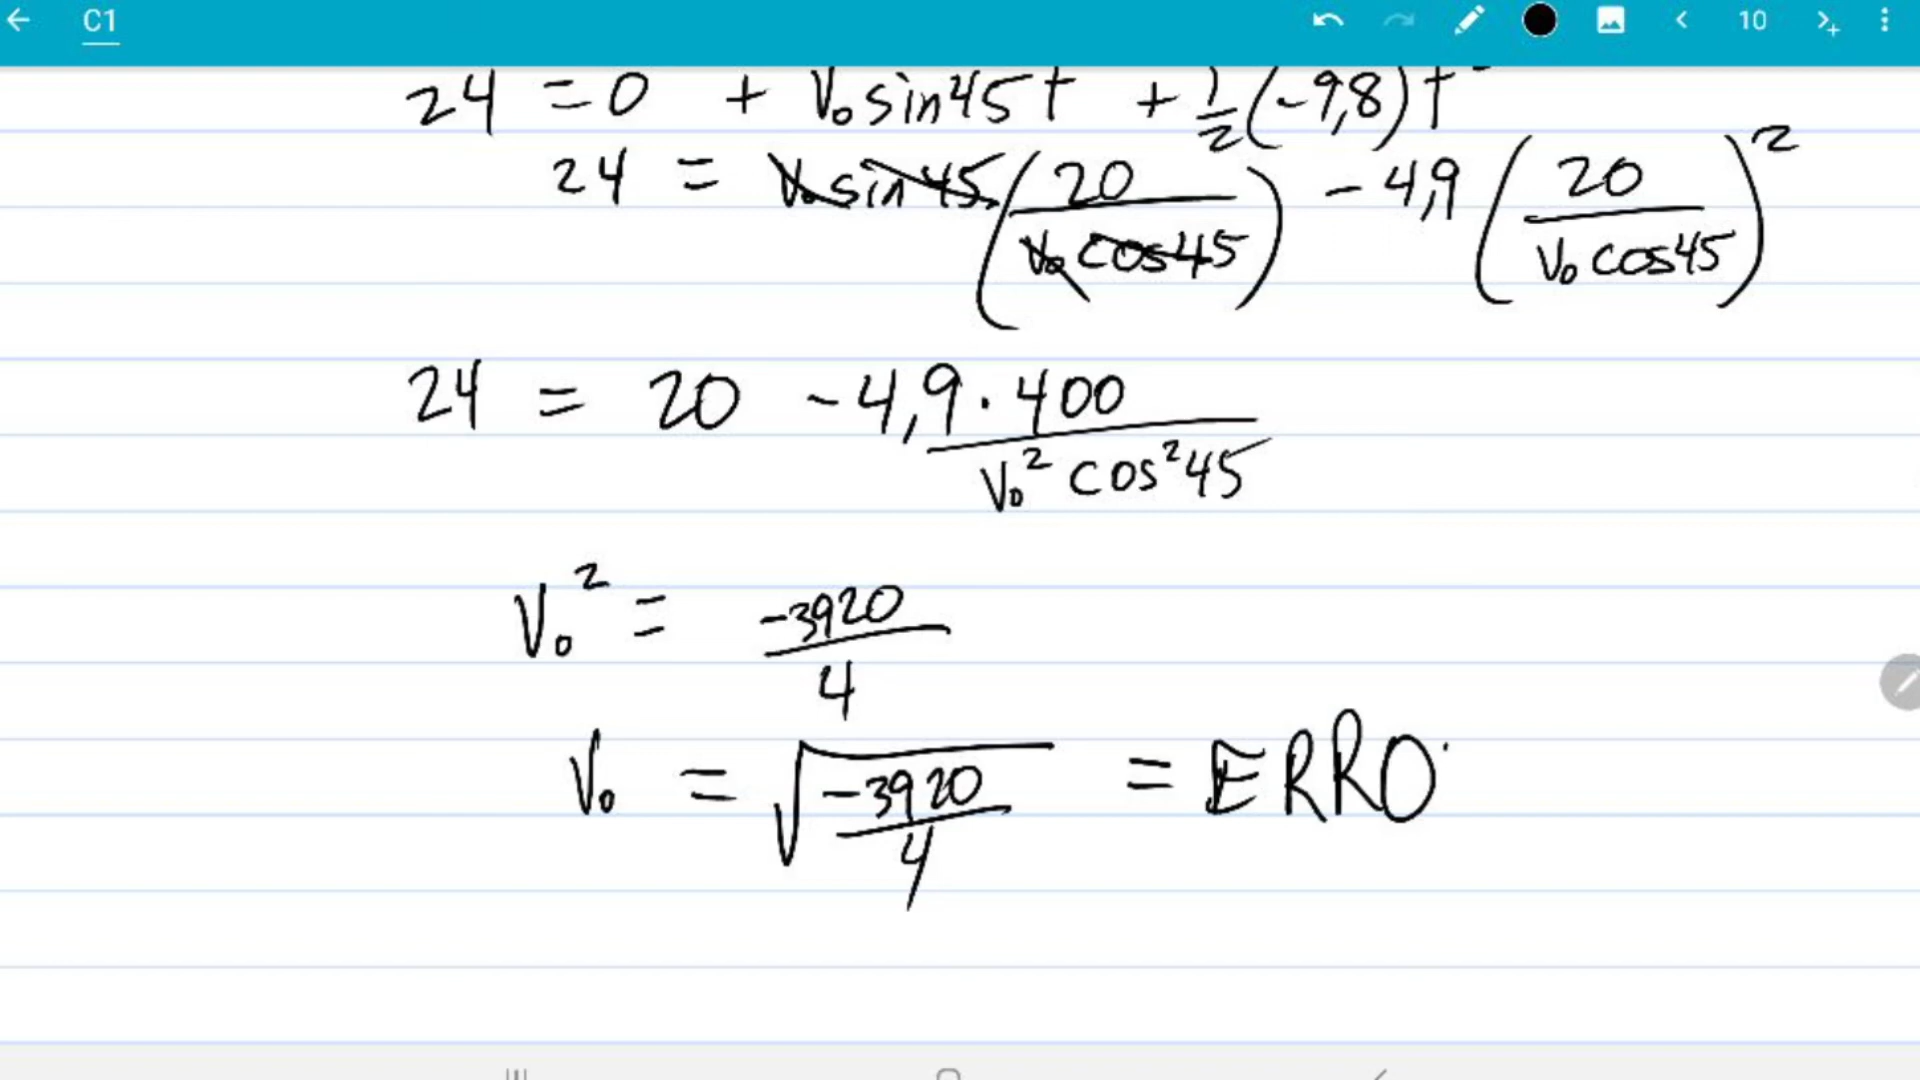 C1 10
24 = 0 + V₀ sin45 t + 1/2 (-9,8) t²
24 = V₀ sin45 (20 / V₀ cos45) - 4,9 (20 / V₀ cos45)²
24 = 20 - 4,9 · 400 / V₀² cos²45
V₀² = -3920 / 4
V₀ = √(-3920 / 4) = ERRO